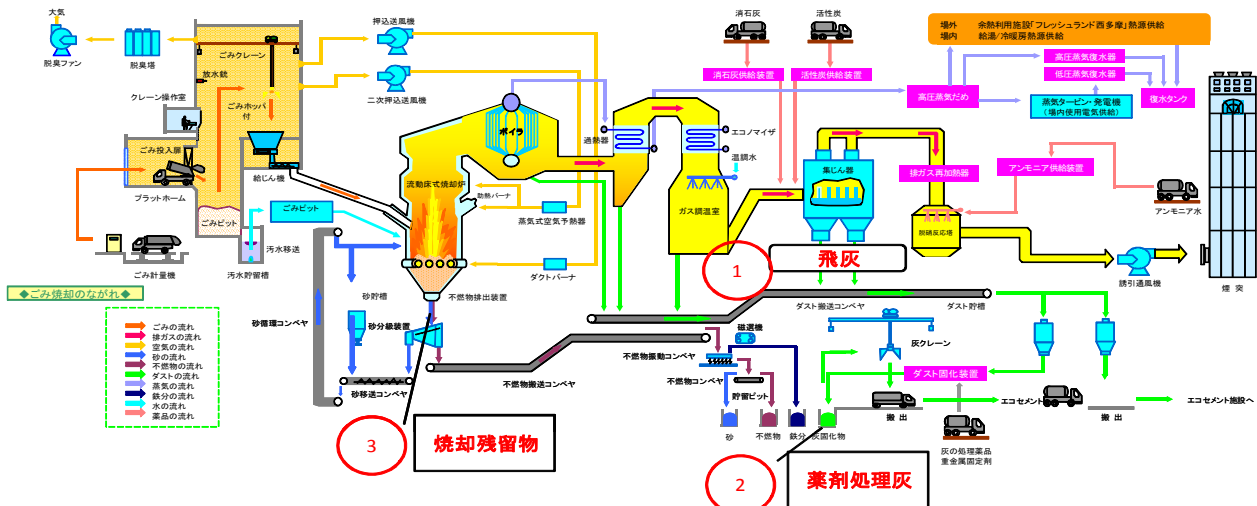 大気
脱臭ファン
脱臭塔
ごみクレーン
放水銃
クレーン操作室
ごみホッパ
付
ごみ投入扉
給じん機
プラットホーム
ごみピット
ごみピット
汚水移送
汚水貯留槽
ごみ計量機
押込送風機
二次押込送風機
ボイラ
流動床式焼却炉
助燃バーナ
蒸気式空気予熱器
ダクトバーナ
過熱器
エコノマイザ
温調水
ガス調温室
消石灰
活性炭
消石灰供給装置
活性炭供給装置
集じん器
場外 余熱利用施設「フレッシュランド西多摩」熱源供給
場内 給湯/冷暖房熱源供給
高圧蒸気だめ
高圧蒸気復水器
低圧蒸気復水器
蒸気タービン・発電機
(場内使用電気供給)
復水タンク
排ガス再加熱器
アンモニア供給装置
アンモニア水
脱硝反応塔
誘引通風機
煙 突
1
飛灰
◆ごみ焼却のながれ◆
ごみの流れ
排ガスの流れ
空気の流れ
砂の流れ
不燃物の流れ
ダストの流れ
蒸気の流れ
鉄分の流れ
水の流れ
薬品の流れ
砂循環コンベヤ
砂貯槽
砂分級装置
不燃物排出装置
砂移送コンベヤ
不燃物搬送コンベヤ
ダスト搬送コンベヤ
ダスト貯槽
磁選機
不燃物振動コンベヤ
不燃物コンベヤ
貯留ピット
灰クレーン
ダスト固化装置
砂
不燃物
鉄分
灰固化物
搬 出
エコセメント
搬 出
エコセメント施設へ
灰の処理薬品
重金属固定剤
3
焼却残留物
2
薬剤処理灰